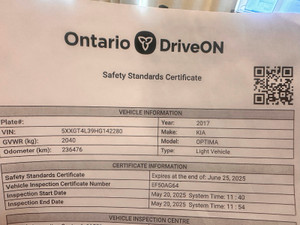 Ontario DriveON
Safety Standards Certificate
VEHICLE INFORMATION
Plate#: Year: 2017
VIN: 5XXGT4L39HG142280 Make: KIA
GVWR (kg): 2040 Model: OPTIMA
Odometer (km): 236476 Type: Light Vehicle
CERTIFICATE INFORMATION
Safety Standards Certificate Expires at the end of: June 25, 2025
Vehicle Inspection Certificate Number EF50AG64
Inspection Start Date May 20, 2025 System Time: 11 : 40
Inspection End Date May 20, 2025 System Time: 11 : 54
VEHICLE INSPECTION CENTRE